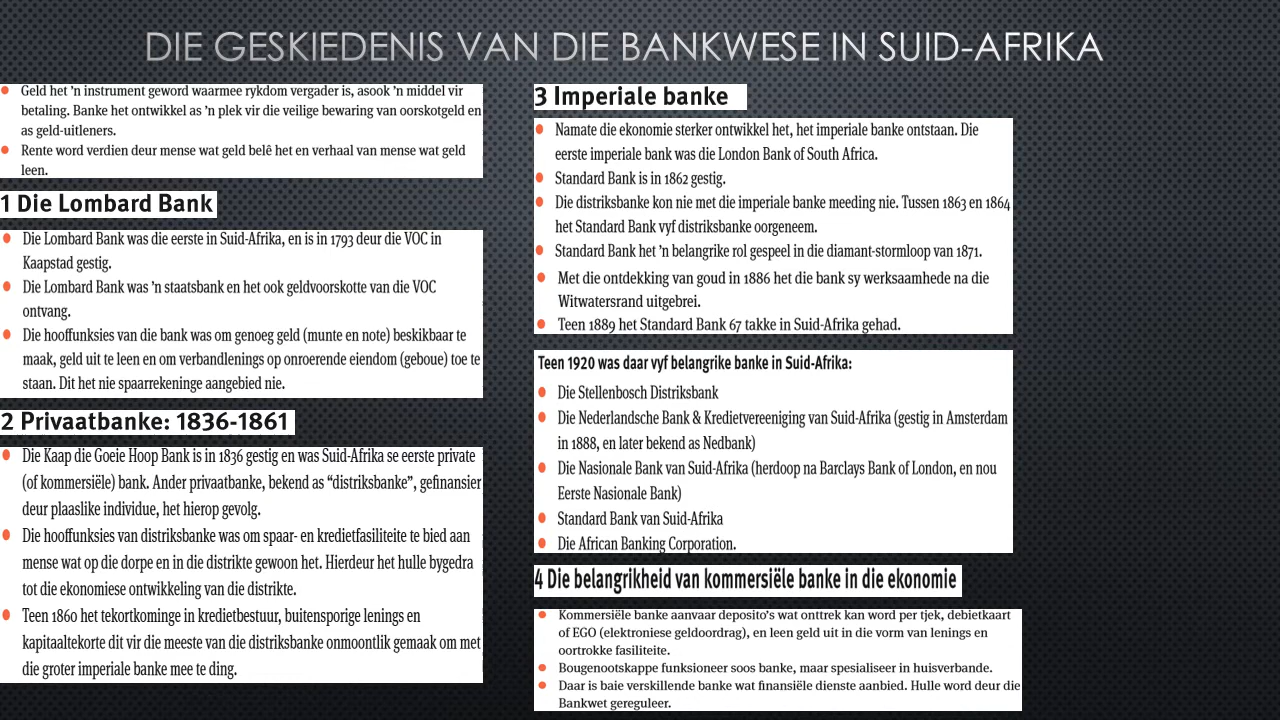 DIE GESKIEDENIS VAN DIE BANKWESE IN SUID-AFRIKA
Geld het 'n instrument geword waarmee rykdom vergader is, asook 'n middel vir
betaling. Banke het ontwikkel as 'n plek vir die veilige bewaring van oorskotgeld en
as geld-uitleners.
Rente word verdien deur mense wat geld belê het en verhaal van mense wat geld
leen.
1 Die Lombard Bank
Die Lombard Bank was die eerste in Suid-Afrika, en is in 1793 deur die VOC in
Kaapstad gestig.
Die Lombard Bank was 'n staatsbank en het ook geldvoorskotte van die VOC
ontvang.
Die hooffunksies van die bank was om genoeg geld (munte en note) beskikbaar te
maak, geld uit te leen en om verbandlenings op onroerende eiendom (geboue) toe te
staan. Dit het nie spaarrekeninge aangebied nie.
2 Privaatbanke: 1836-1861
Die Kaap die Goeie Hoop Bank is in 1836 gestig en was Suid-Afrika se eerste private
(of kommersiële) bank. Ander privaatbanke, bekend as "distriksbanke", gefinansier
deur plaaslike individue, het hierop gevolg.
Die hooffunksies van distriksbanke was om spaar- en kredietfasiliteite te bied aan
mense wat op die dorpe en in die distrikte gewoon het. Hierdeur het hulle bygedra
tot die ekonomiese ontwikkeling van die distrikte.
Teen 1860 het tekortkominge in kredietbestuur, buitensporige lenings en
kapitaaltekorte dit vir die meeste van die distriksbanke onmoontlik gemaak om met
die groter imperiale banke mee te ding.
3 Imperiale banke
Namate die ekonomie sterker ontwikkel het, het imperiale banke ontstaan. Die
eerste imperiale bank was die London Bank of South Africa.
Standard Bank is in 1862 gestig.
Die distriksbanke kon nie met die imperiale banke meeding nie. Tussen 1863 en 1864
het Standard Bank vyf distriksbanke oorgeneem.
Standard Bank het 'n belangrike rol gespeel in die diamant-stormloop van 1871.
Met die ontdekking van goud in 1886 het die bank sy werksaamhede na die
Witwatersrand uitgebrei.
Teen 1889 het Standard Bank 67 takke in Suid-Afrika gehad.
Teen 1920 was daar vyf belangrike banke in Suid-Afrika:
Die Stellenbosch Distriksbank
Die Nederlandsche Bank & Kredietvereeniging van Suid-Afrika (gestig in Amsterdam
in 1888, en later bekend as Nedbank)
Die Nasionale Bank van Suid-Afrika (herdoop na Barclays Bank of London, en nou
Eerste Nasionale Bank)
Standard Bank van Suid-Afrika
Die African Banking Corporation.
4 Die belangrikheid van kommersiële banke in die ekonomie
Kommersiële banke aanvaar deposito's wat onttrek kan word per tjek, debietkaart
of EGO (elektroniese geldoordrag), en leen geld uit in die vorm van lenings en
oortrokke fasiliteite.
Bougenootskappe funksioneer soos banke, maar spesialiseer in huisverbande.
Daar is baie verskillende banke wat finansiële dienste aanbied. Hulle word deur die
Bankwet gereguleer.